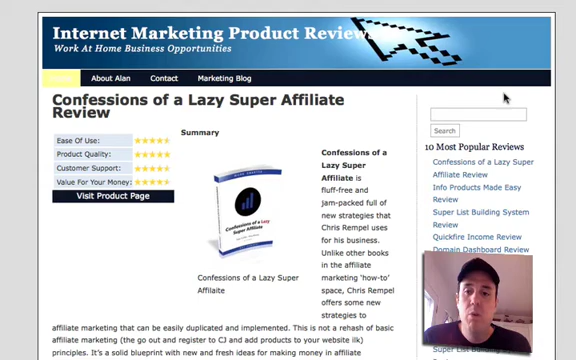 Internet Marketing Product Reviews
Work At Home Business Opportunities
About Alan
Contact
Marketing Blog
Confessions of a Lazy Super Affiliate
Review
Ease Of Use:
Product Quality:
Customer Support:
Value For Your Money:
Visit Product Page
Summary
Confessions of a Lazy Super
Affilaite
Confessions of a
Lazy Super
Affiliate is
fluff-free and
jam-packed full of
new strategies that
Chris Rempel uses
for his business.
Unlike other books
in the affiliate
marketing 'how-to'
space, Chris Rempel
offers some new
strategies to
affiliate marketing that can be easily duplicated and implemented. This is not a rehash of basic
affiliate marketing (the go out and register to CJ and add products to your website ilk)
principles. It's a solid blueprint with new and fresh ideas for making money in affiliate
Search
10 Most Popular Reviews
Confessions of a Lazy Super
Affiliate Review
Info Products Made Easy
Review
Super List Building System
Review
Quickfire Income Review
Domain Dashboard Review